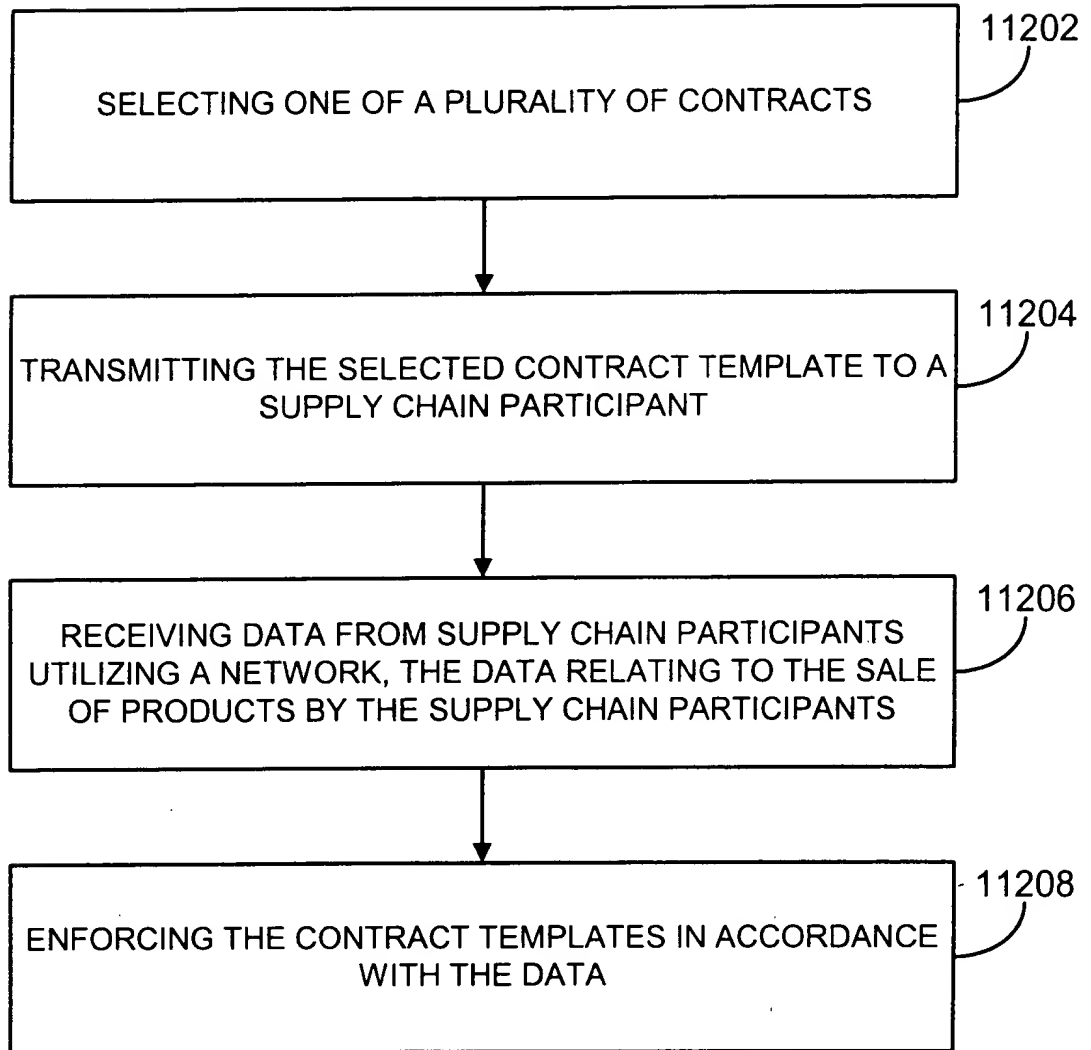 11202
SELECTING ONE OF A PLURALITY OF CONTRACTS
11204
TRANSMITTING THE SELECTED CONTRACT TEMPLATE TO A
SUPPLY CHAIN PARTICIPANT
11206
RECEIVING DATA FROM SUPPLY CHAIN PARTICIPANTS
UTILIZING A NETWORK, THE DATA RELATING TO THE SALE
OF PRODUCTS BY THE SUPPLY CHAIN PARTICIPANTS
11208
ENFORCING THE CONTRACT TEMPLATES IN ACCORDANCE
WITH THE DATA